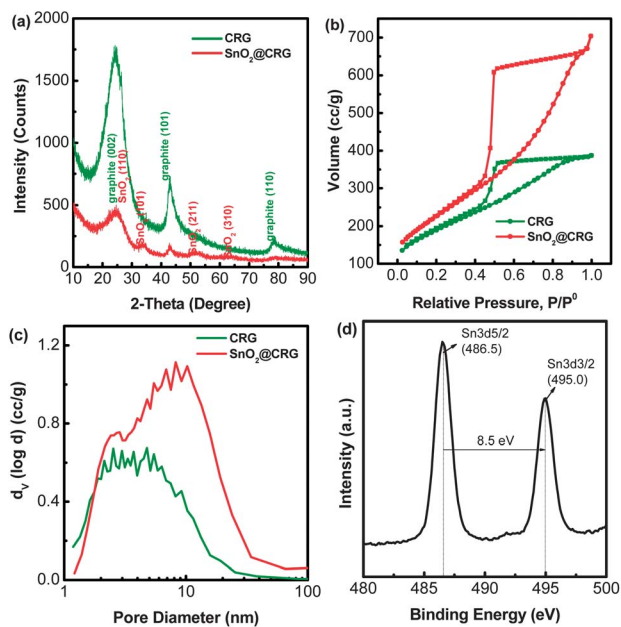 (a)
CRG
SnO₂@CRG
graphite (002)
SnO₂ (110)
SnO₂ (101)
graphite (101)
SnO₂ (211)
SnO₂ (310)
graphite (110)
Intensity (Counts)
2000
1500
1000
500
0
10 20 30 40 50 60 70 80 90
2-Theta (Degree)
(b)
Volume (cc/g)
700
600
500
400
300
200
100
CRG
SnO₂@CRG
0.0 0.2 0.4 0.6 0.8 1.0
Relative Pressure, P/P⁰
(c)
CRG
SnO₂@CRG
dᵥ (log d) (cc/g)
1.2
0.9
0.6
0.4
0.0
1 10 100
Pore Diameter (nm)
(d)
Sn3d5/2
(486.5)
Sn3d3/2
(495.0)
8.5 eV
Intensity (a.u.)
480 485 490 495 500
Binding Energy (eV)